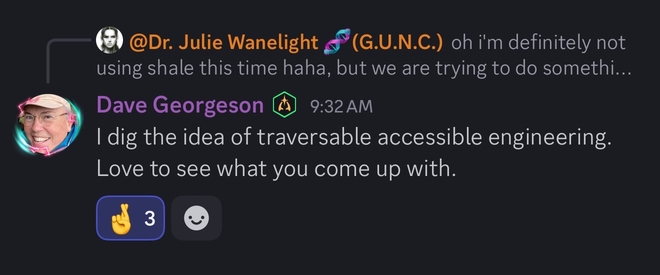 @Dr. Julie Wanelight 🧬(G.U.N.C.) oh i'm definitely not
using shale this time haha, but we are trying to do somethi...
Dave Georgeson 9:32 AM
I dig the idea of traversable accessible engineering.
Love to see what you come up with.
🤞 3